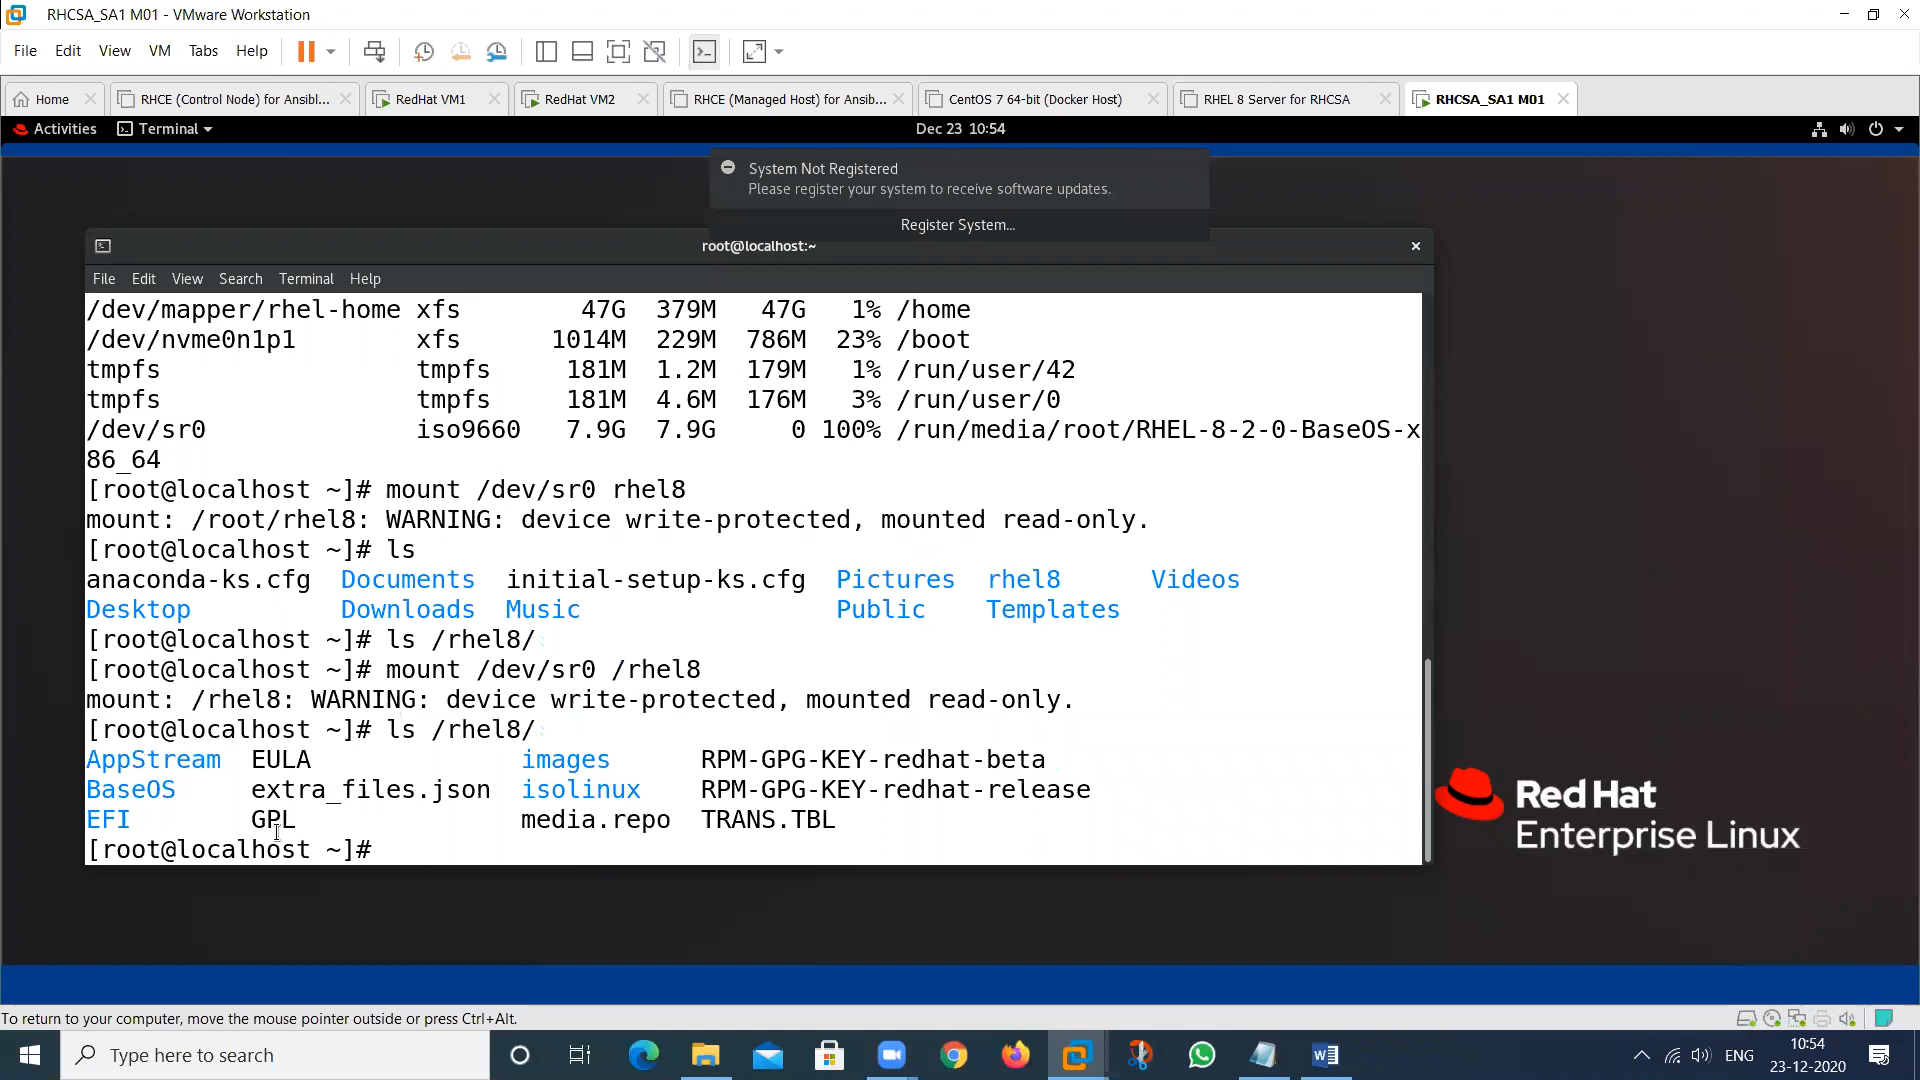 RHCSA_SA1 M01 - VMware Workstation
File Edit View VM Tabs Help
Home RHCE (Control Node) for Ansibl... RedHat VM1 RedHat VM2 RHCE (Managed Host) for Ansib... CentOS 7 64-bit (Docker Host) RHEL 8 Server for RHCSA RHCSA_SA1 M01
Activities Terminal Dec 23 10:54
System Not Registered
Please register your system to receive software updates.
Register System...
root@localhost:~
File Edit View Search Terminal Help
/dev/mapper/rhel-home xfs 47G 379M 47G 1% /home
/dev/nvme0n1p1 xfs 1014M 229M 786M 23% /boot
tmpfs tmpfs 181M 1.2M 179M 1% /run/user/42
tmpfs tmpfs 181M 4.6M 176M 3% /run/user/0
/dev/sr0 iso9660 7.9G 7.9G 0 100% /run/media/root/RHEL-8-2-0-BaseOS-x
86_64
[root@localhost ~]# mount /dev/sr0 rhel8
mount: /root/rhel8: WARNING: device write-protected, mounted read-only.
[root@localhost ~]# ls
anaconda-ks.cfg Documents initial-setup-ks.cfg Pictures rhel8 Videos
Desktop Downloads Music Public Templates
[root@localhost ~]# ls /rhel8/
[root@localhost ~]# mount /dev/sr0 /rhel8
mount: /rhel8: WARNING: device write-protected, mounted read-only.
[root@localhost ~]# ls /rhel8/
AppStream EULA images RPM-GPG-KEY-redhat-beta
BaseOS extra_files.json isolinux RPM-GPG-KEY-redhat-release
EFI GPL media.repo TRANS.TBL
[root@localhost ~]#
Red Hat
Enterprise Linux
To return to your computer, move the mouse pointer outside or press Ctrl+Alt.
Type here to search
ENG
10:54
23-12-2020